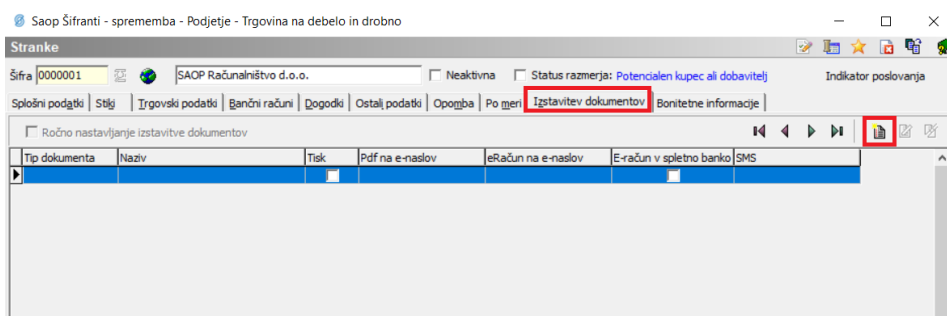 Saop Šifranti - sprememba - Podjetje - Trgovina na debelo in drobno
Stranke
Šifra 0000001 SAOP Računalništvo d.o.o. Neaktivna Status razmerja: Potencialen kupec ali dobavitelj Indikator poslovanja
Splošni podatki Stiki Trgovski podatki Bančni računi Dogodki Ostali podatki Opomba Po meri Izstavitev dokumentov Bonitetne informacije
Ročno nastavljanje izstavitve dokumentov
Tip dokumenta Naziv Tisk Pdf na e-naslov eRačun na e-naslov E-račun v spletno banko SMS